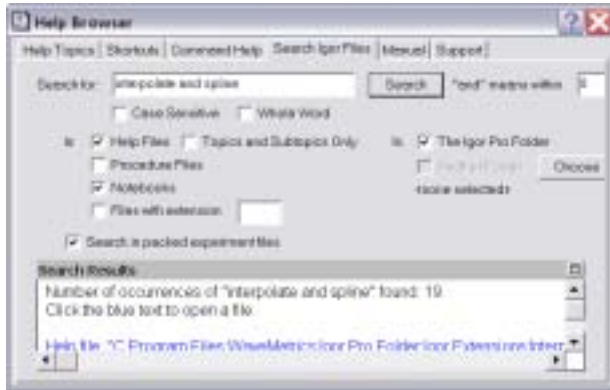 Help Browser
Help Topics Shortcuts Command Help Search Igor Files Manual Support
Search for: interpolate and spline Search "and" means within
Case Sensitive Whole Word
In: Help Files Topics and Subtopics Only In: The Igor Pro Folder
Procedure Files Choose
Notebooks <none selected>
Files with extension
Search in packed experiment files
Search Results
Number of occurrences of "interpolate and spline" found: 19
Click the blue text to open a file.
Help file: "C:Program Files:WaveMetrics:Igor Pro Folder:Igor Extensions:Interp